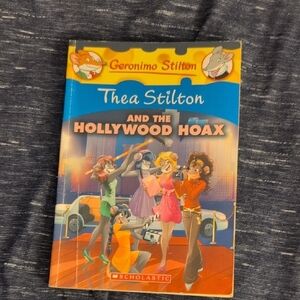 Geronimo Stilton
Thea Stilton
AND THE
HOLLYWOOD HOAX
SCHOLASTIC